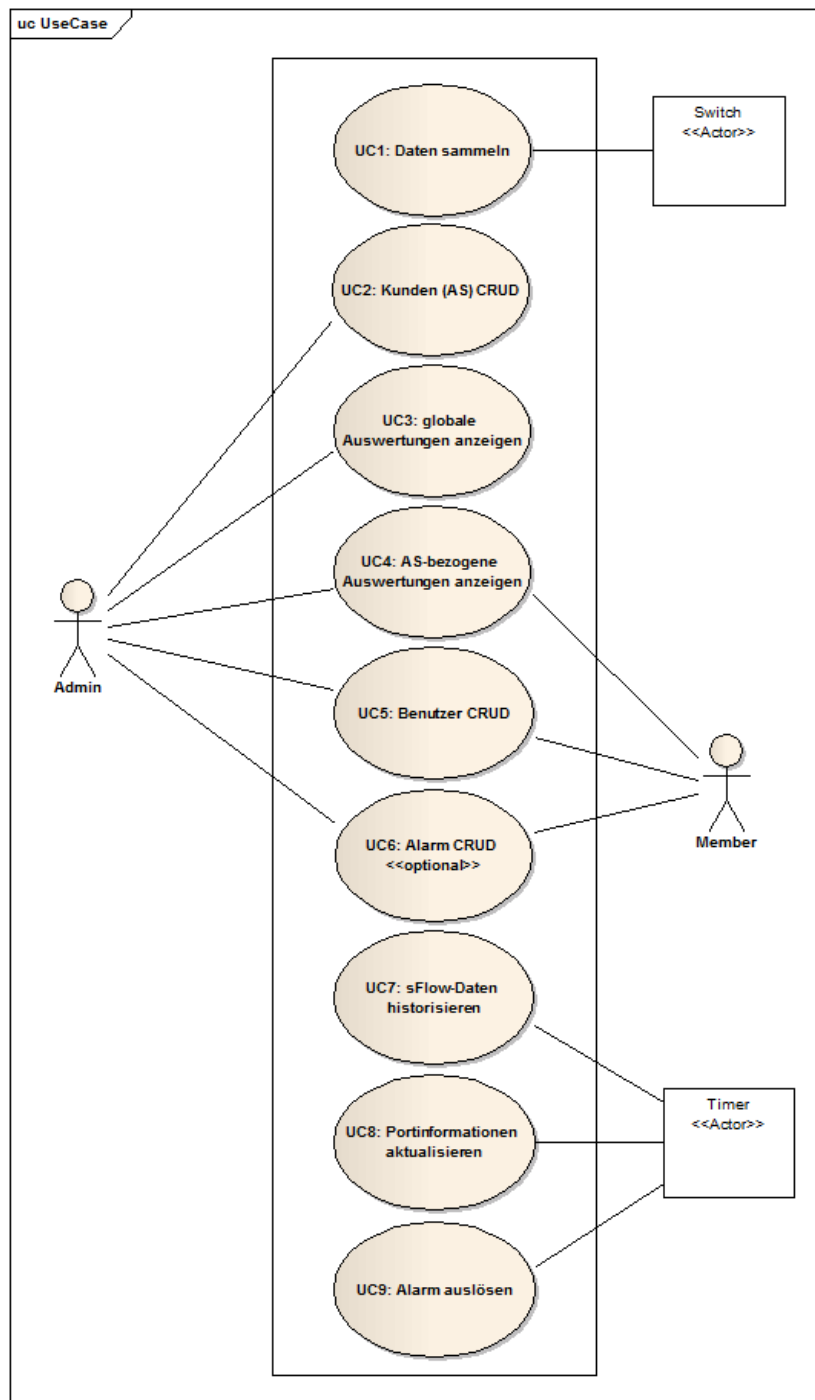 uc UseCase
UC1: Daten sammeln
Switch
<<Actor>>
UC2: Kunden (AS) CRUD
UC3: globale
Auswertungen anzeigen
UC4: AS-bezogene
Auswertungen anzeigen
Admin
UC5: Benutzer CRUD
Member
UC6: Alarm CRUD
<<optional>>
UC7: sFlow-Daten
historisieren
Timer
<<Actor>>
UC8: Portinformationen
aktualisieren
UC9: Alarm auslösen